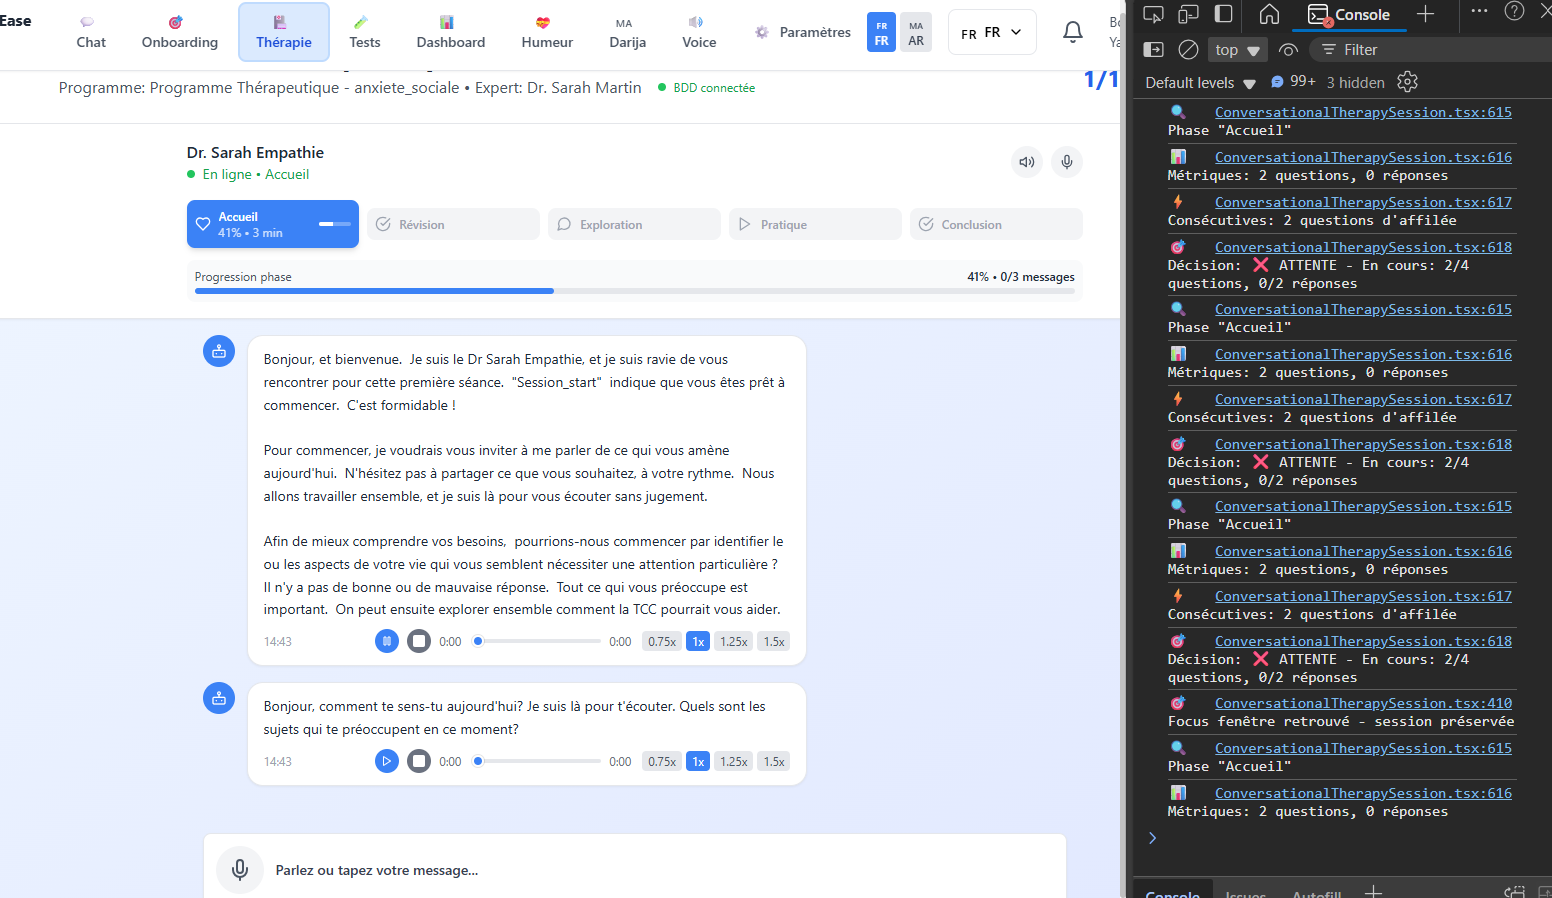 Ease
Chat
Onboarding
Thérapie
Tests
Dashboard
Humeur
MA
Darija
Voice
Paramètres
FR
FR
MA
AR
FR FR
Programme: Programme Thérapeutique - anxiete_sociale • Expert: Dr. Sarah Martin
BDD connectée
1/1
Dr. Sarah Empathie
En ligne • Accueil
Accueil
41% • 3 min
Révision
Exploration
Pratique
Conclusion
Progression phase
41% • 0/3 messages
Bonjour, et bienvenue. Je suis le Dr Sarah Empathie, et je suis ravie de vous
rencontrer pour cette première séance. "Session_start" indique que vous êtes prêt à
commencer. C'est formidable !
Pour commencer, je voudrais vous inviter à me parler de ce qui vous amène
aujourd'hui. N'hésitez pas à partager ce que vous souhaitez, à votre rythme. Nous
allons travailler ensemble, et je suis là pour vous écouter sans jugement.
Afin de mieux comprendre vos besoins, pourrions-nous commencer par identifier le
ou les aspects de votre vie qui vous semblent nécessiter une attention particulière ?
Il n'y a pas de bonne ou de mauvaise réponse. Tout ce qui vous préoccupe est
important. On peut ensuite explorer ensemble comment la TCC pourrait vous aider.
14:43
0:00
0:00
0.75x
1x
1.25x
1.5x
Bonjour, comment te sens-tu aujourd'hui? Je suis là pour t'écouter. Quels sont les
sujets qui te préoccupent en ce moment?
14:43
0:00
0:00
0.75x
1x
1.25x
1.5x
Parlez ou tapez votre message...
Console
top
Filter
Default levels
99+
3 hidden
ConversationalTherapySession.tsx:615
Phase "Accueil"
ConversationalTherapySession.tsx:616
Métriques: 2 questions, 0 réponses
ConversationalTherapySession.tsx:617
Consécutives: 2 questions d'affilée
ConversationalTherapySession.tsx:618
Décision: ❌ ATTENTE - En cours: 2/4
questions, 0/2 réponses
ConversationalTherapySession.tsx:615
Phase "Accueil"
ConversationalTherapySession.tsx:616
Métriques: 2 questions, 0 réponses
ConversationalTherapySession.tsx:617
Consécutives: 2 questions d'affilée
ConversationalTherapySession.tsx:618
Décision: ❌ ATTENTE - En cours: 2/4
questions, 0/2 réponses
ConversationalTherapySession.tsx:615
Phase "Accueil"
ConversationalTherapySession.tsx:616
Métriques: 2 questions, 0 réponses
ConversationalTherapySession.tsx:617
Consécutives: 2 questions d'affilée
ConversationalTherapySession.tsx:618
Décision: ❌ ATTENTE - En cours: 2/4
questions, 0/2 réponses
ConversationalTherapySession.tsx:410
Focus fenêtre retrouvé - session préservée
ConversationalTherapySession.tsx:615
Phase "Accueil"
ConversationalTherapySession.tsx:616
Métriques: 2 questions, 0 réponses
Console
Issues
Autofill